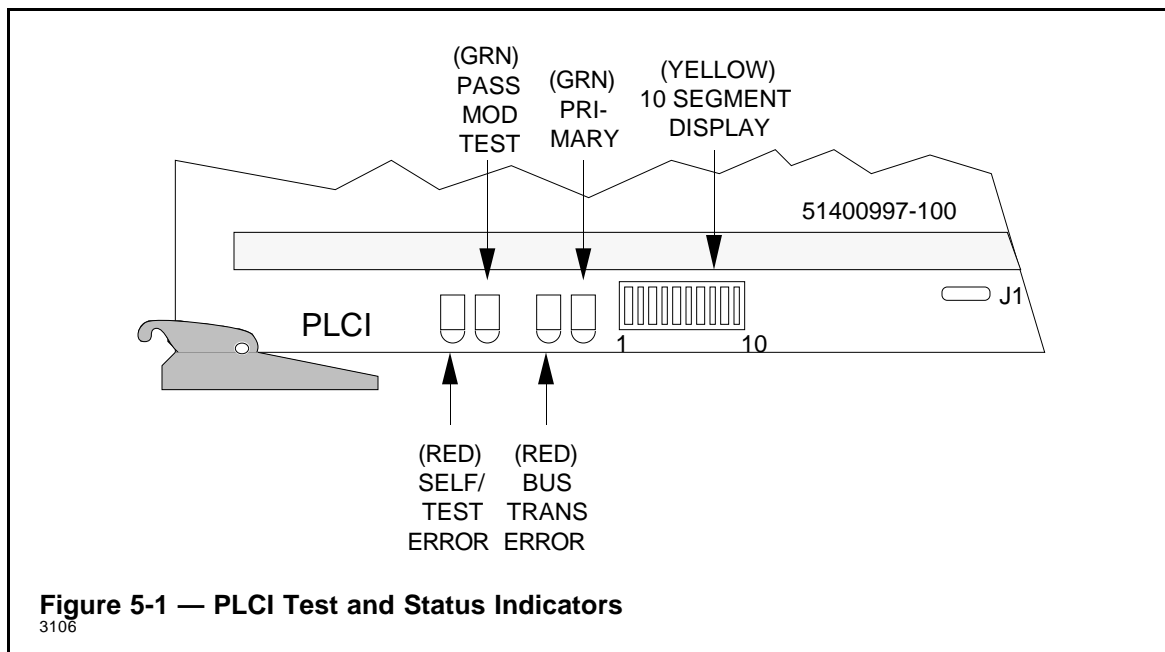 (GRN)
PASS
MOD
TEST
(GRN)
PRI-
MARY
(YELLOW)
10 SEGMENT
DISPLAY
51400997-100
J1
PLCI
1
10
(RED)
SELF/
TEST
ERROR
(RED)
BUS
TRANS
ERROR
Figure 5-1 — PLCI Test and Status Indicators
3106